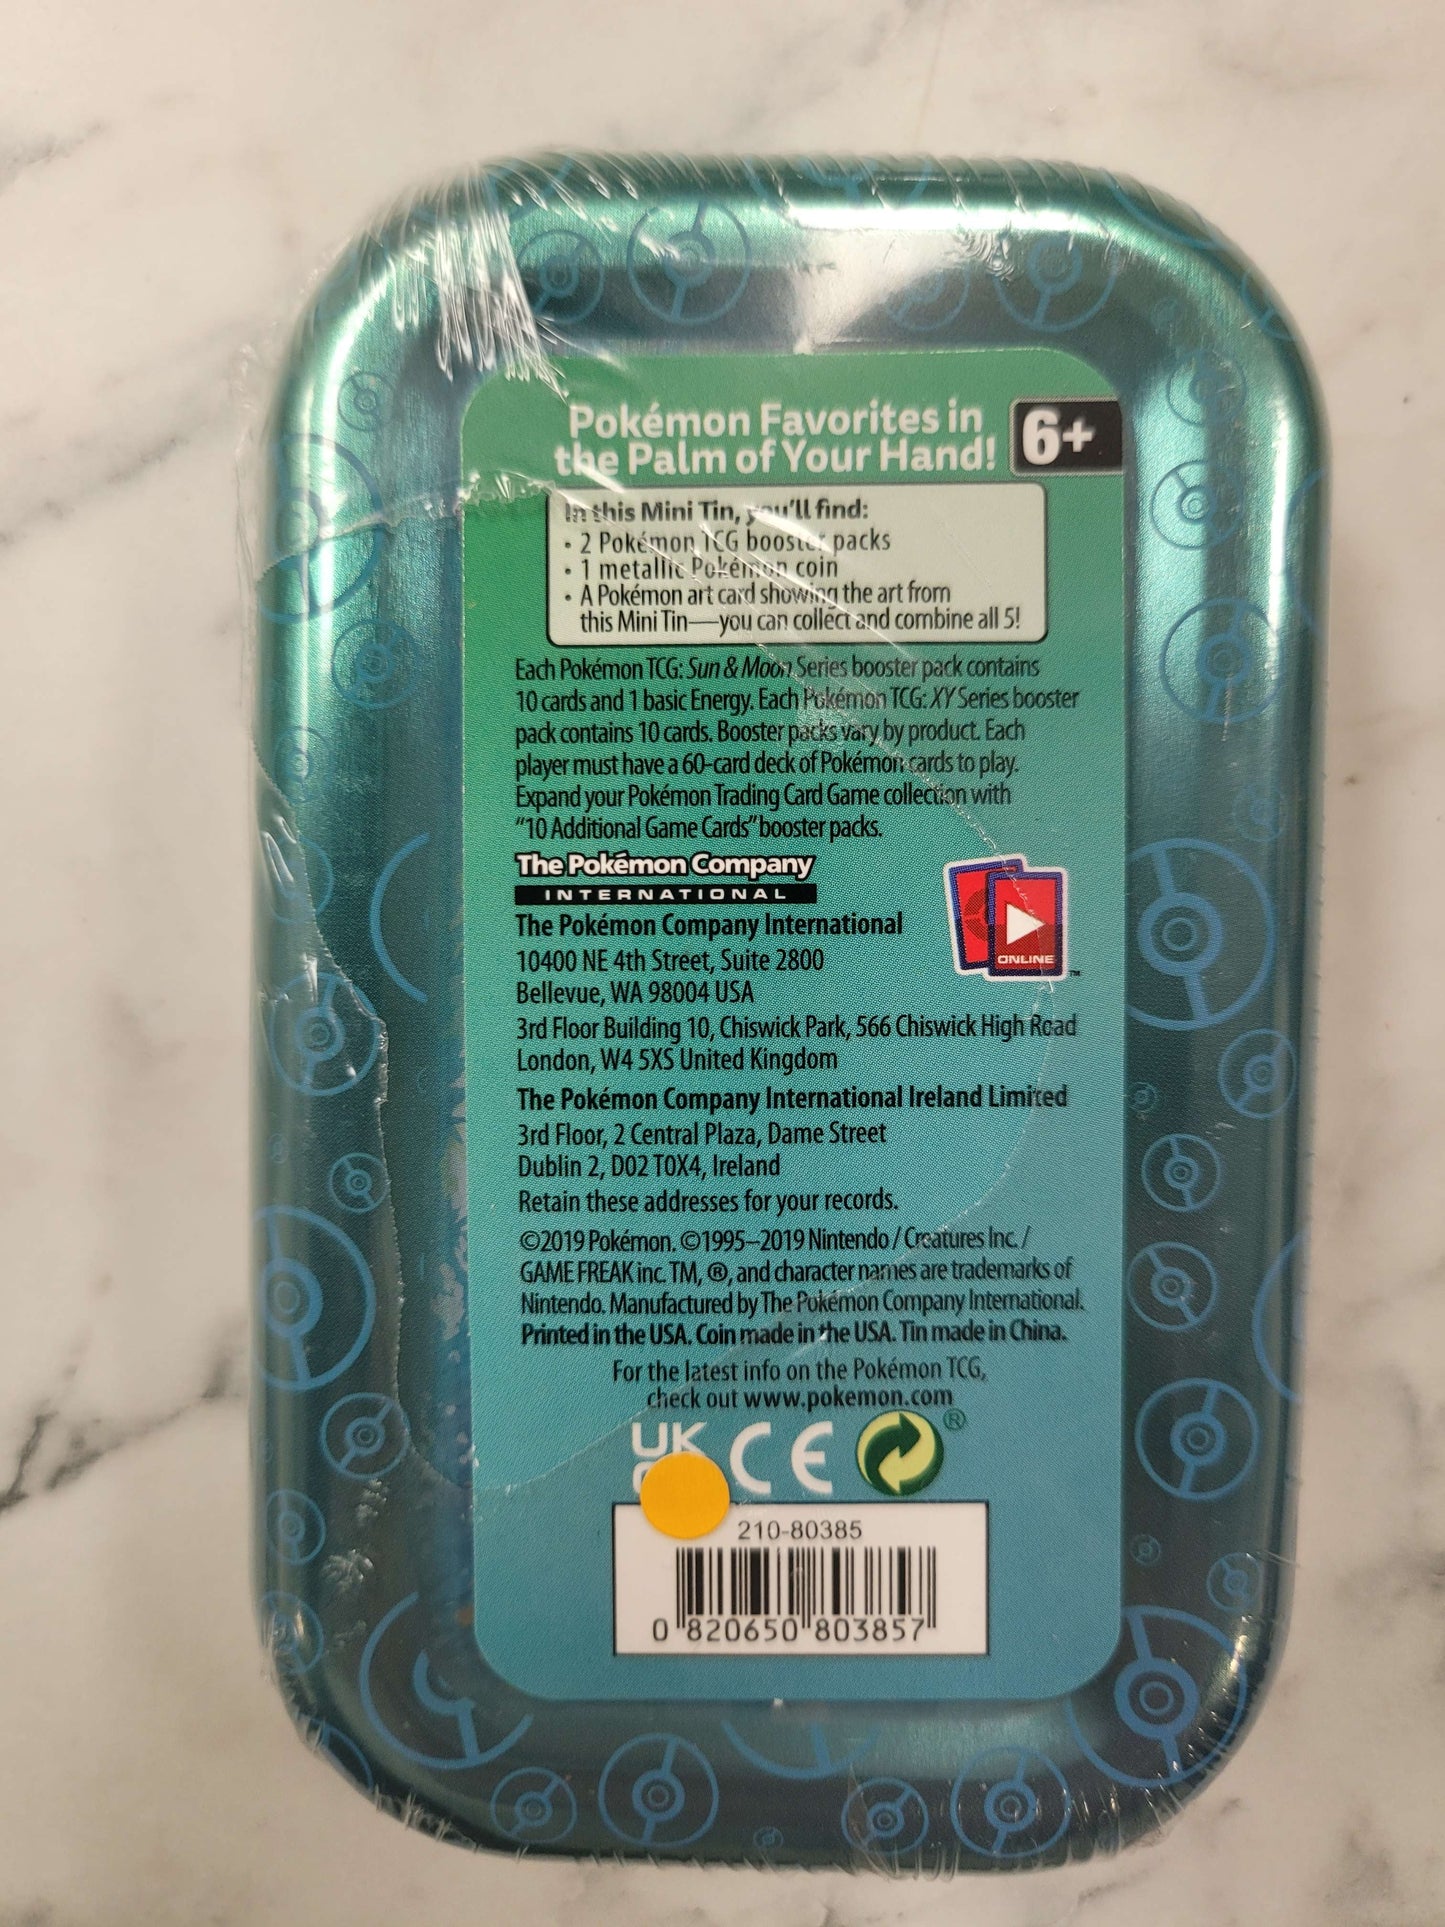 Pokémon Favorites in
the Palm of Your Hand!
6+
In this Mini Tin, you'll find:
• 2 Pokémon TCG booster packs
• 1 metallic Pokémon coin
• A Pokémon art card showing the art from
this Mini Tin—you can collect and combine all 5!
Each Pokémon TCG: Sun & Moon Series booster pack contains
10 cards and 1 basic Energy. Each Pokémon TCG: XY Series booster
pack contains 10 cards. Booster packs vary by product. Each
player must have a 60-card deck of Pokémon cards to play.
Expand your Pokémon Trading Card Game collection with
"10 Additional Game Cards" booster packs.
The Pokémon Company
INTERNATIONAL
ONLINE ™
The Pokémon Company International
10400 NE 4th Street, Suite 2800
Bellevue, WA 98004 USA
3rd Floor Building 10, Chiswick Park, 566 Chiswick High Road
London, W4 5XS United Kingdom
The Pokémon Company International Ireland Limited
3rd Floor, 2 Central Plaza, Dame Street
Dublin 2, D02 T0X4, Ireland
Retain these addresses for your records.
©2019 Pokémon. ©1995–2019 Nintendo / Creatures Inc. /
GAME FREAK inc. TM, ®, and character names are trademarks of
Nintendo. Manufactured by The Pokémon Company International.
Printed in the USA. Coin made in the USA. Tin made in China.
For the latest info on the Pokémon TCG,
check out www.pokemon.com
UK CE ®
210-80385
0 820650 803857